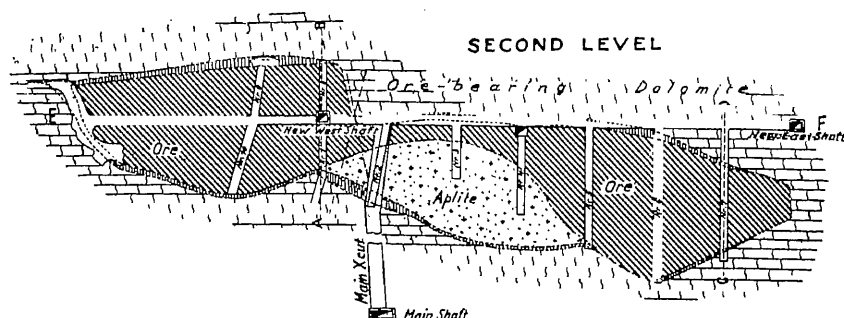 SECOND LEVEL
B
Ore-bearing Dolomite
E
F
New West Shaft
New East Shaft
Ore
Ore
Aplite
A
C
Main Xcut
Main Shaft